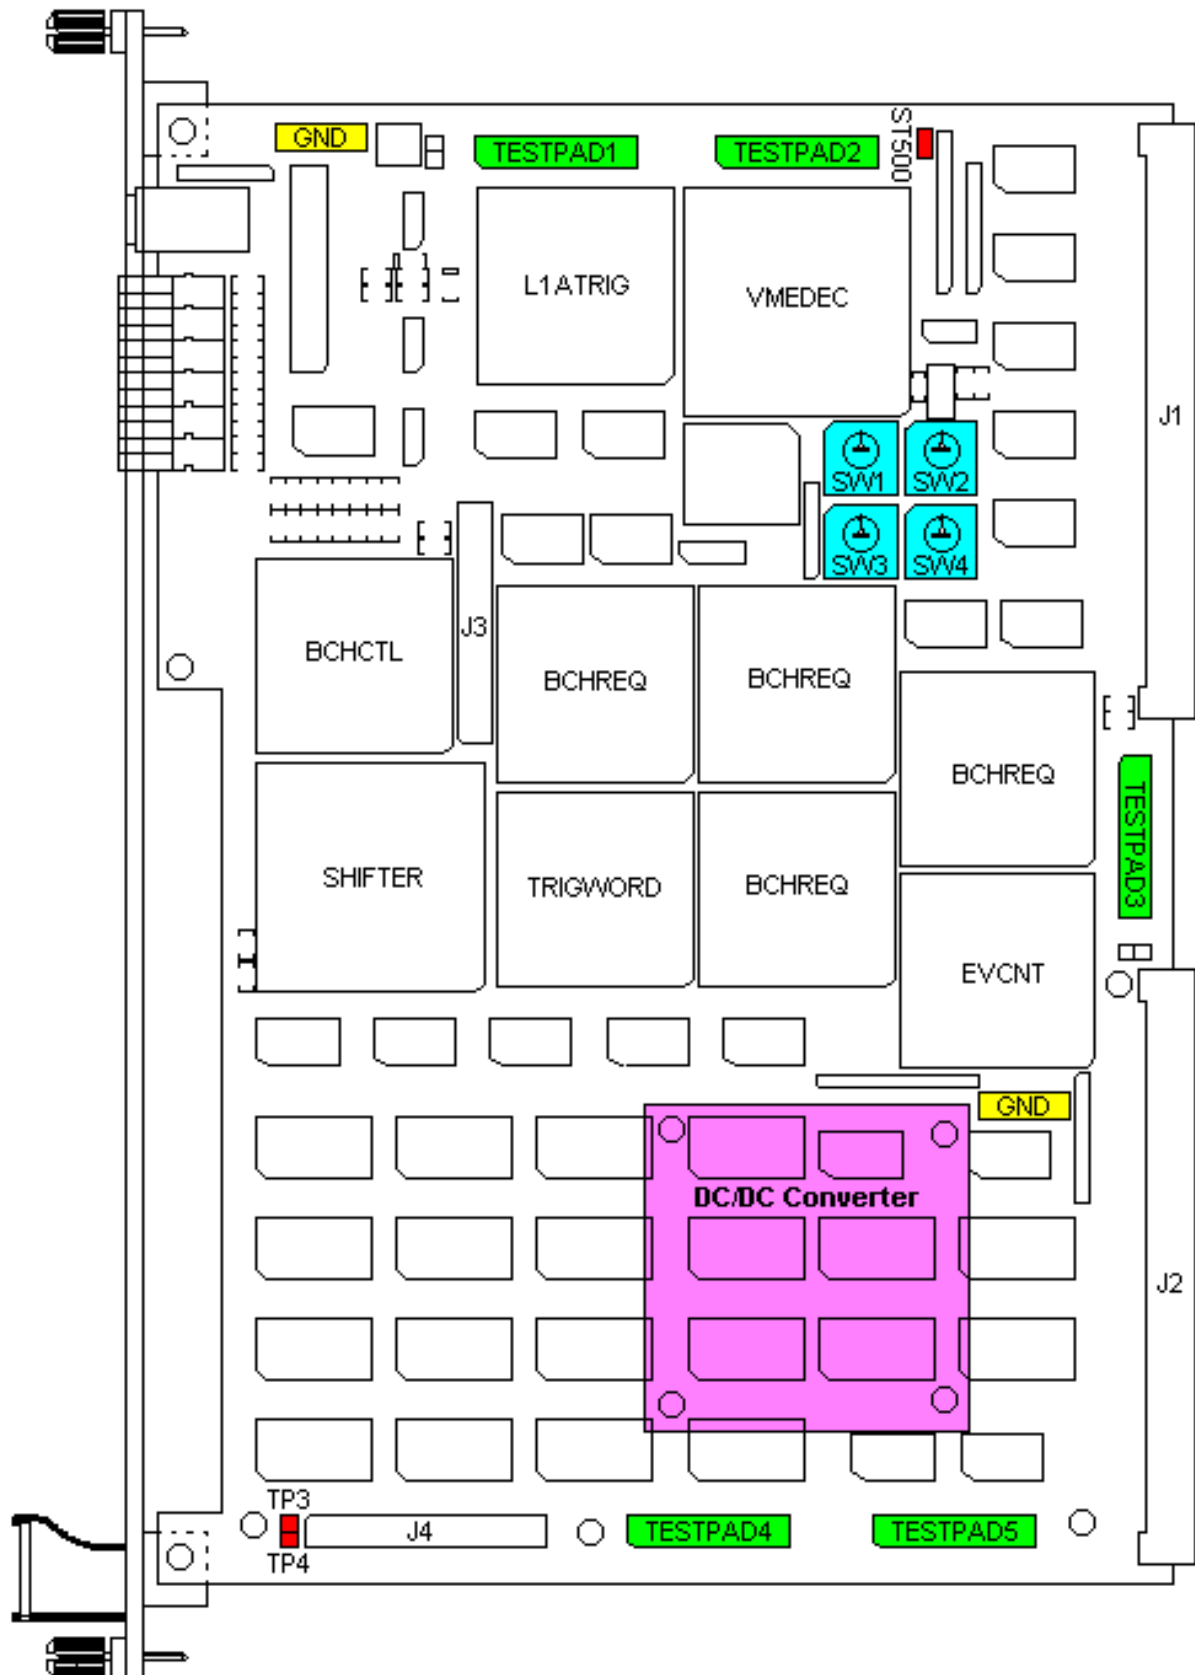 GND
TESTPAD1
TESTPAD2
ST500
L1ATRIG
VMEDEC
J1
SW1
SW2
SW3
SW4
J3
BCHCTL
BCHREQ
BCHREQ
BCHREQ
TESTPAD3
SHIFTER
TRIGWORD
BCHREQ
EVCNT
GND
DC/DC Converter
J2
TP3
J4
TESTPAD4
TESTPAD5
TP4